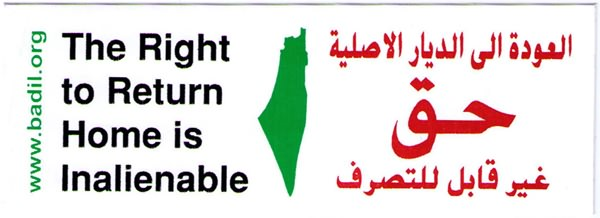 www.badil.org
The Right
to Return
Home is
Inalienable
العودة الى الديار الاصلية
حق
غير قابل للتصرف